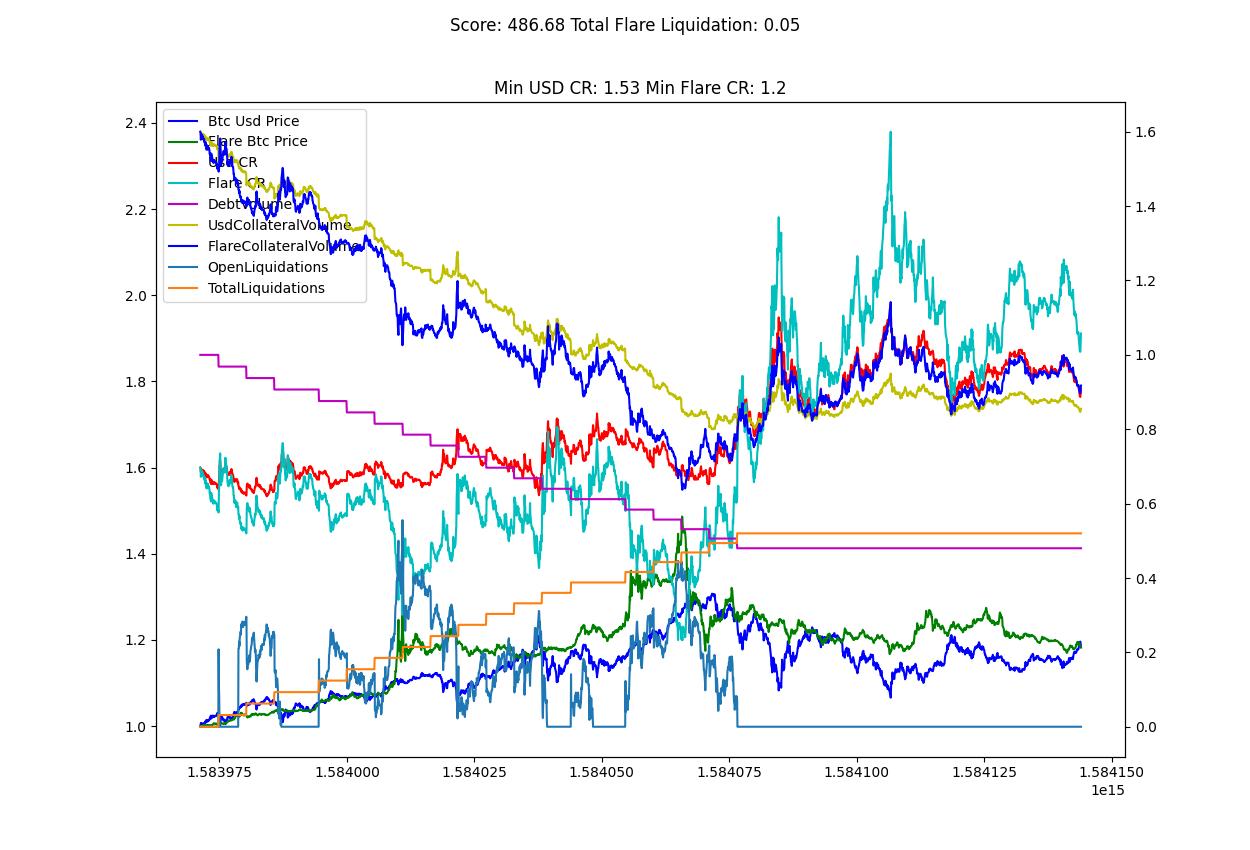 Score: 486.68 Total Flare Liquidation: 0.05
Min USD CR: 1.53 Min Flare CR: 1.2
Btc Usd Price
Flare Btc Price
Usd CR
Flare CR
DebtVolume
UsdCollateralVolume
FlareCollateralVolume
OpenLiquidations
TotalLiquidations
2.4
2.2
2.0
1.8
1.6
1.4
1.2
1.0
1.6
1.4
1.2
1.0
0.8
0.6
0.4
0.2
0.0
1.583975 1.584000 1.584025 1.584050 1.584075 1.584100 1.584125 1.584150
1e15